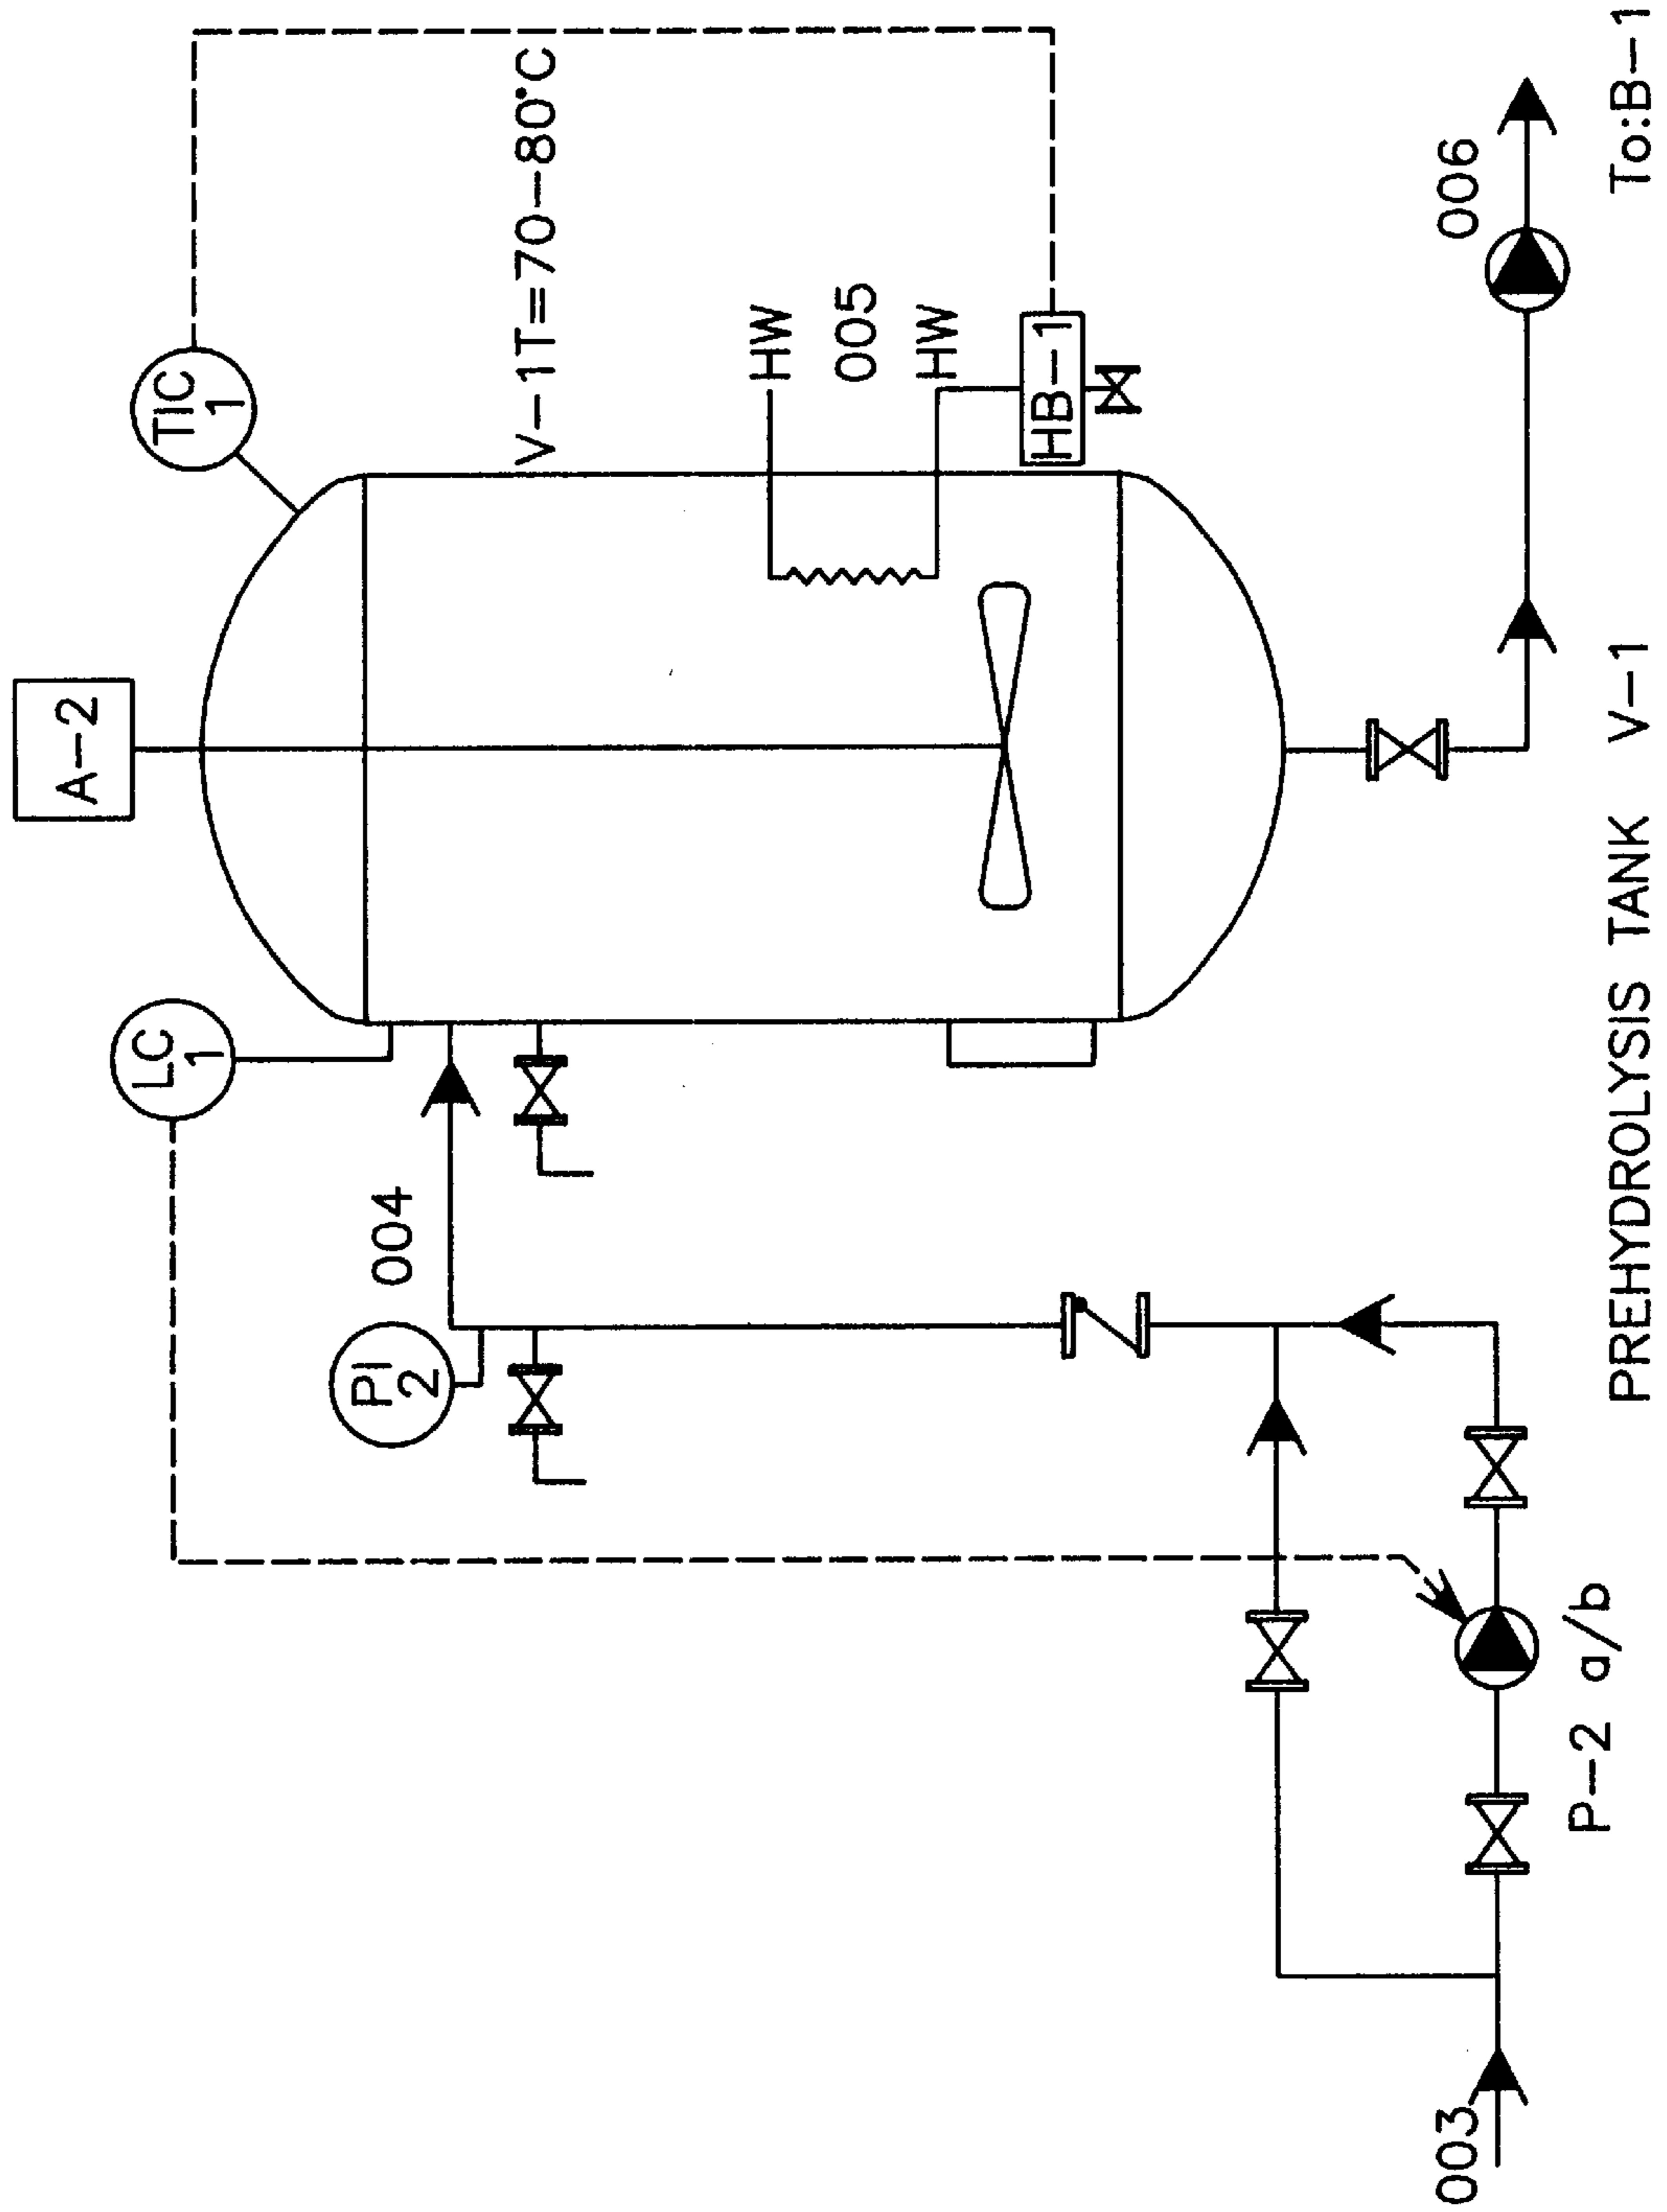 A-2
TIC
1
LC
1
V-1T=70-80°C
PI
2
004
HW
005
HW
HB-1
003
P-2 a/b
006
To:B-1
PREHYDROLYSIS TANK V-1